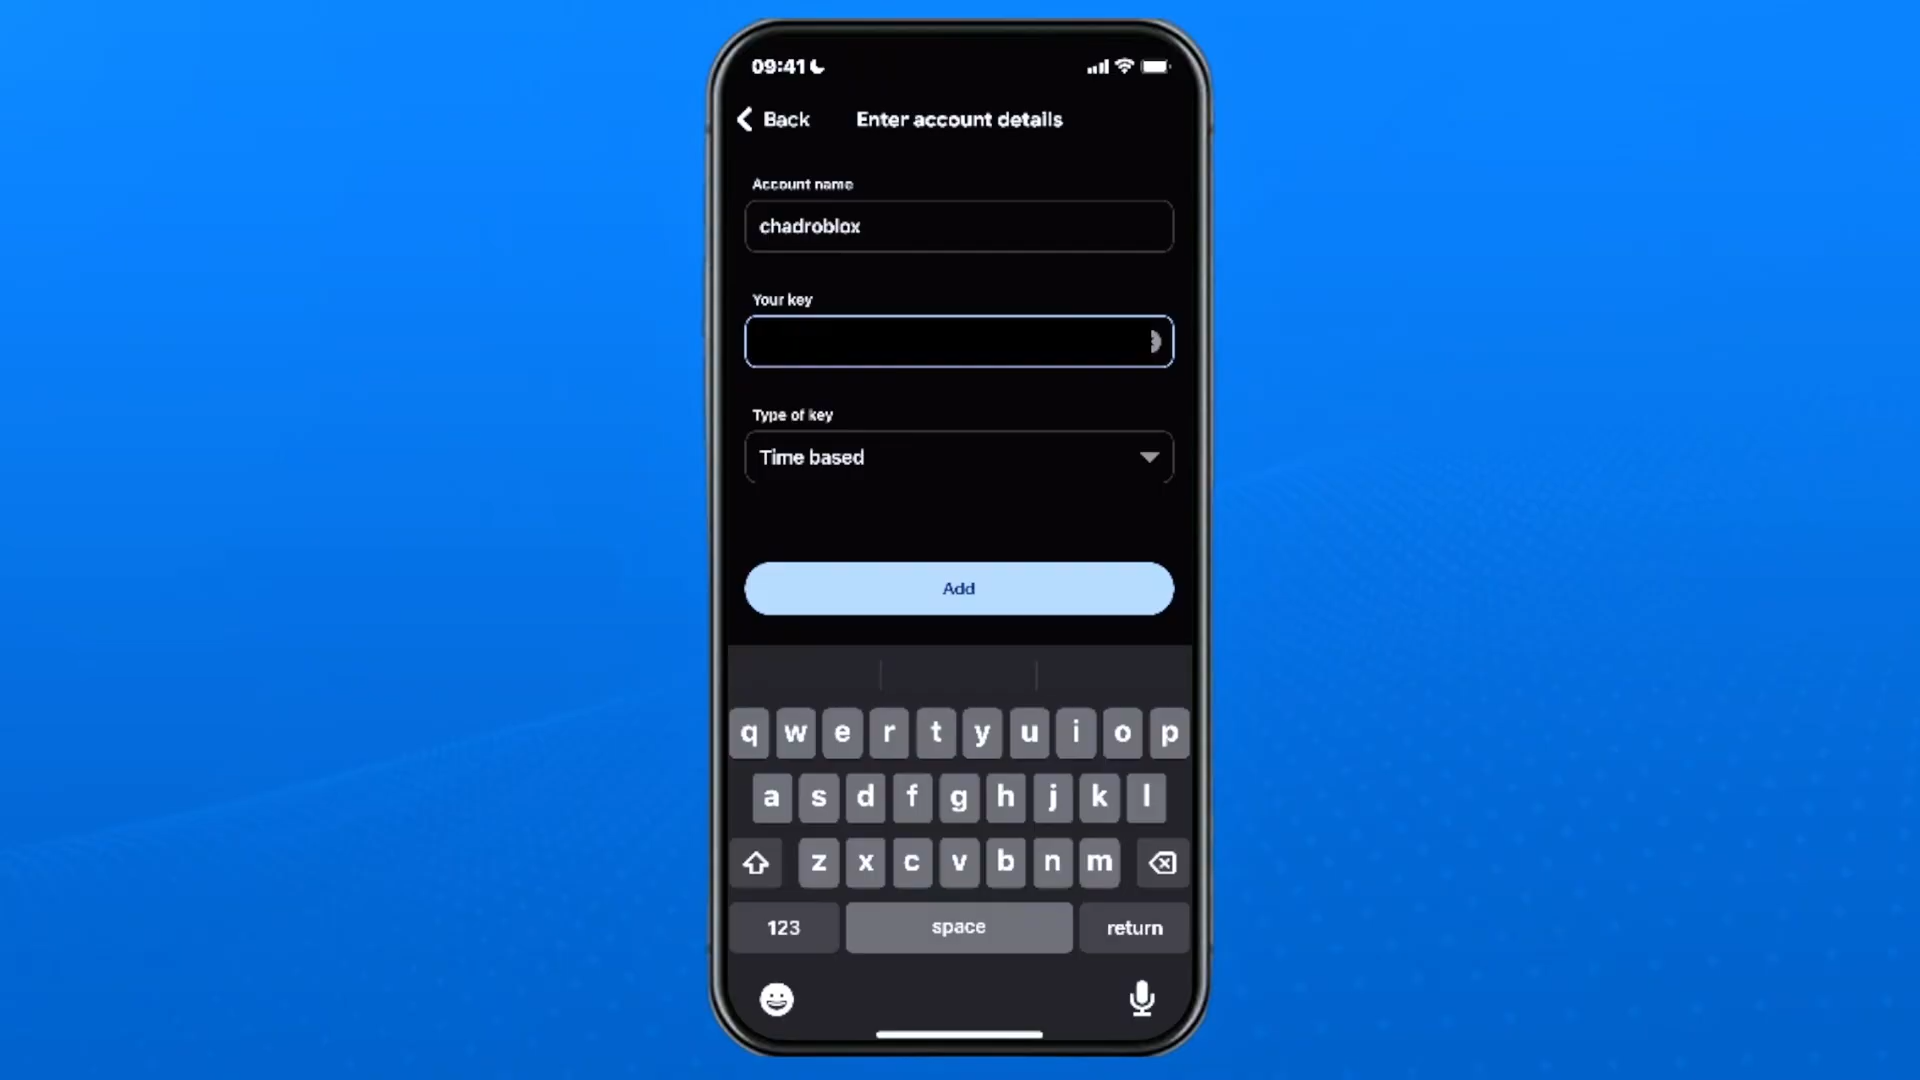 09:41
Back Enter account details
Account name
chadroblox
Your key
Type of key
Time based
Add
q w e r t y u i o p
a s d f g h j k l
z x c v b n m
123 space return